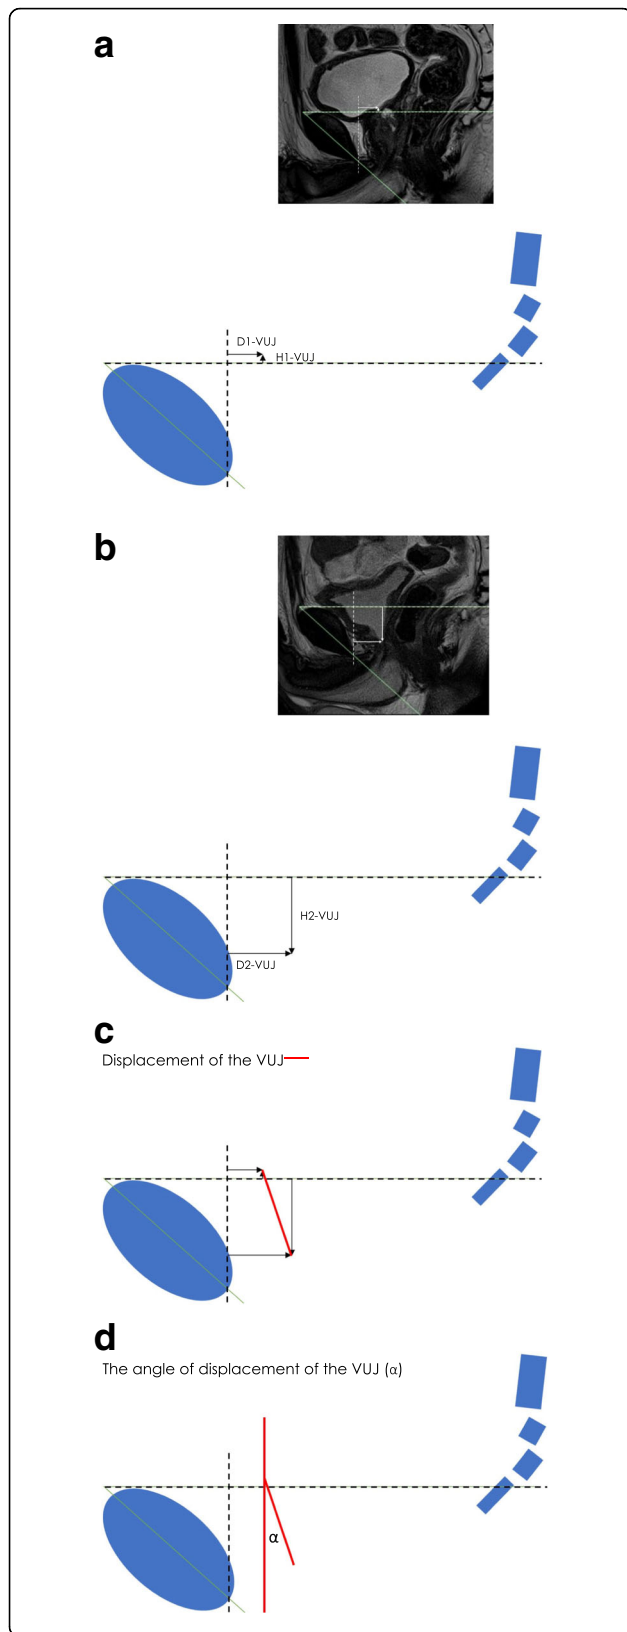 a
D1-VUJ
H1-VUJ
b
H2-VUJ
D2-VUJ
c
Displacement of the VUJ
d
The angle of displacement of the VUJ (α)
α